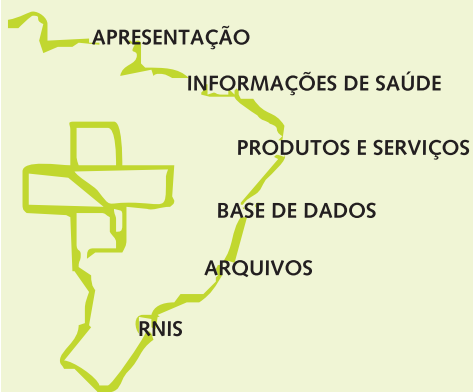 APRESENTAÇÃO
INFORMAÇÕES DE SAÚDE
PRODUTOS E SERVIÇOS
BASE DE DADOS
ARQUIVOS
RNIS